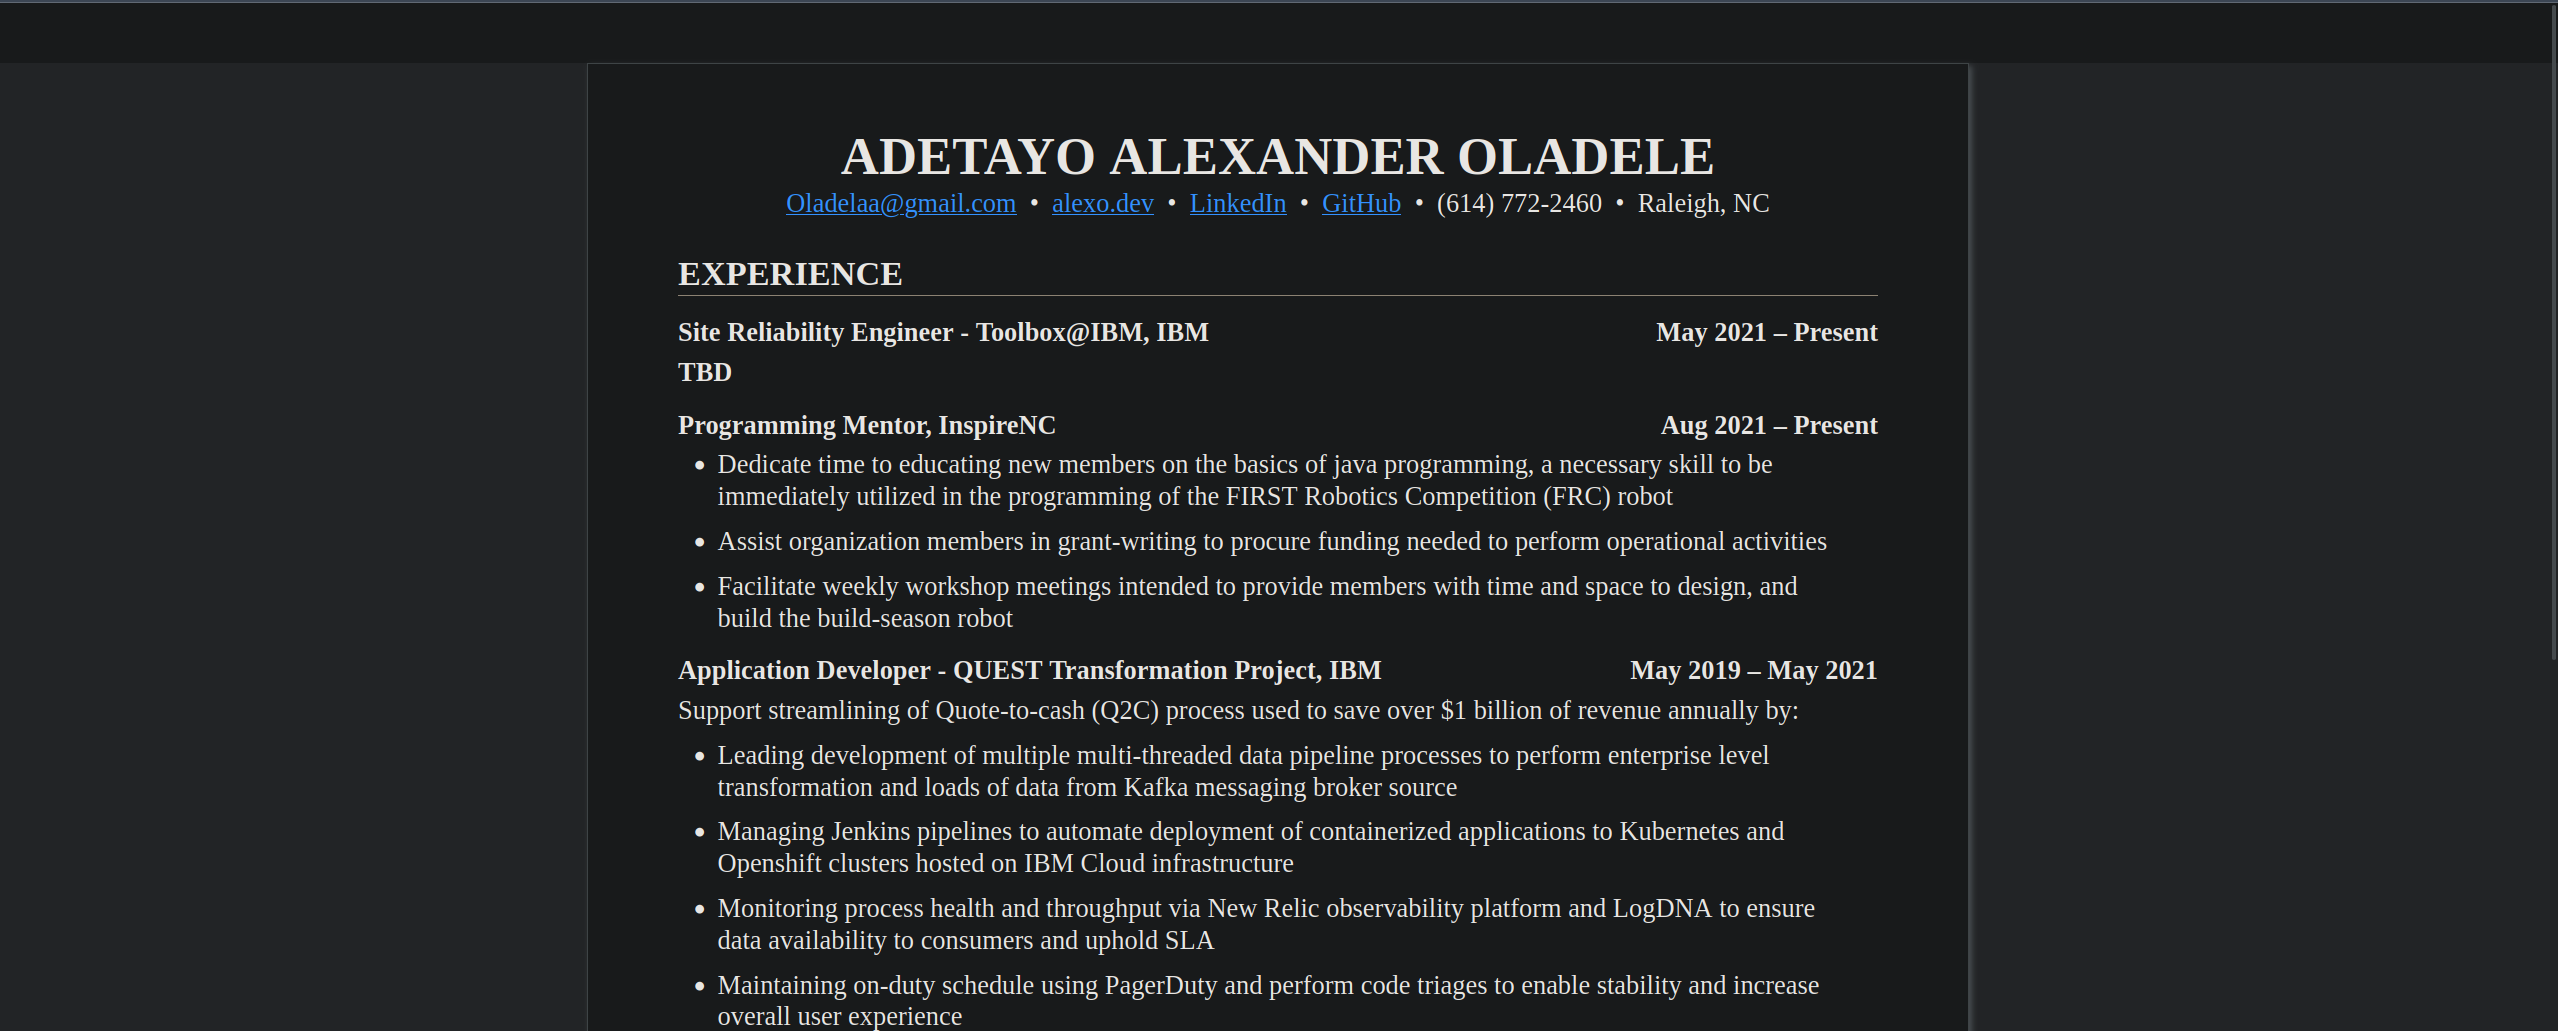 ADETAYO ALEXANDER OLADELE
Oladelaa@gmail.com • alexo.dev • LinkedIn • GitHub • (614) 772-2460 • Raleigh, NC
EXPERIENCE
Site Reliability Engineer - Toolbox@IBM, IBM May 2021 – Present
TBD
Programming Mentor, InspireNC Aug 2021 – Present
• Dedicate time to educating new members on the basics of java programming, a necessary skill to be
immediately utilized in the programming of the FIRST Robotics Competition (FRC) robot
• Assist organization members in grant-writing to procure funding needed to perform operational activities
• Facilitate weekly workshop meetings intended to provide members with time and space to design, and
build the build-season robot
Application Developer - QUEST Transformation Project, IBM May 2019 – May 2021
Support streamlining of Quote-to-cash (Q2C) process used to save over $1 billion of revenue annually by:
• Leading development of multiple multi-threaded data pipeline processes to perform enterprise level
transformation and loads of data from Kafka messaging broker source
• Managing Jenkins pipelines to automate deployment of containerized applications to Kubernetes and
Openshift clusters hosted on IBM Cloud infrastructure
• Monitoring process health and throughput via New Relic observability platform and LogDNA to ensure
data availability to consumers and uphold SLA
• Maintaining on-duty schedule using PagerDuty and perform code triages to enable stability and increase
overall user experience